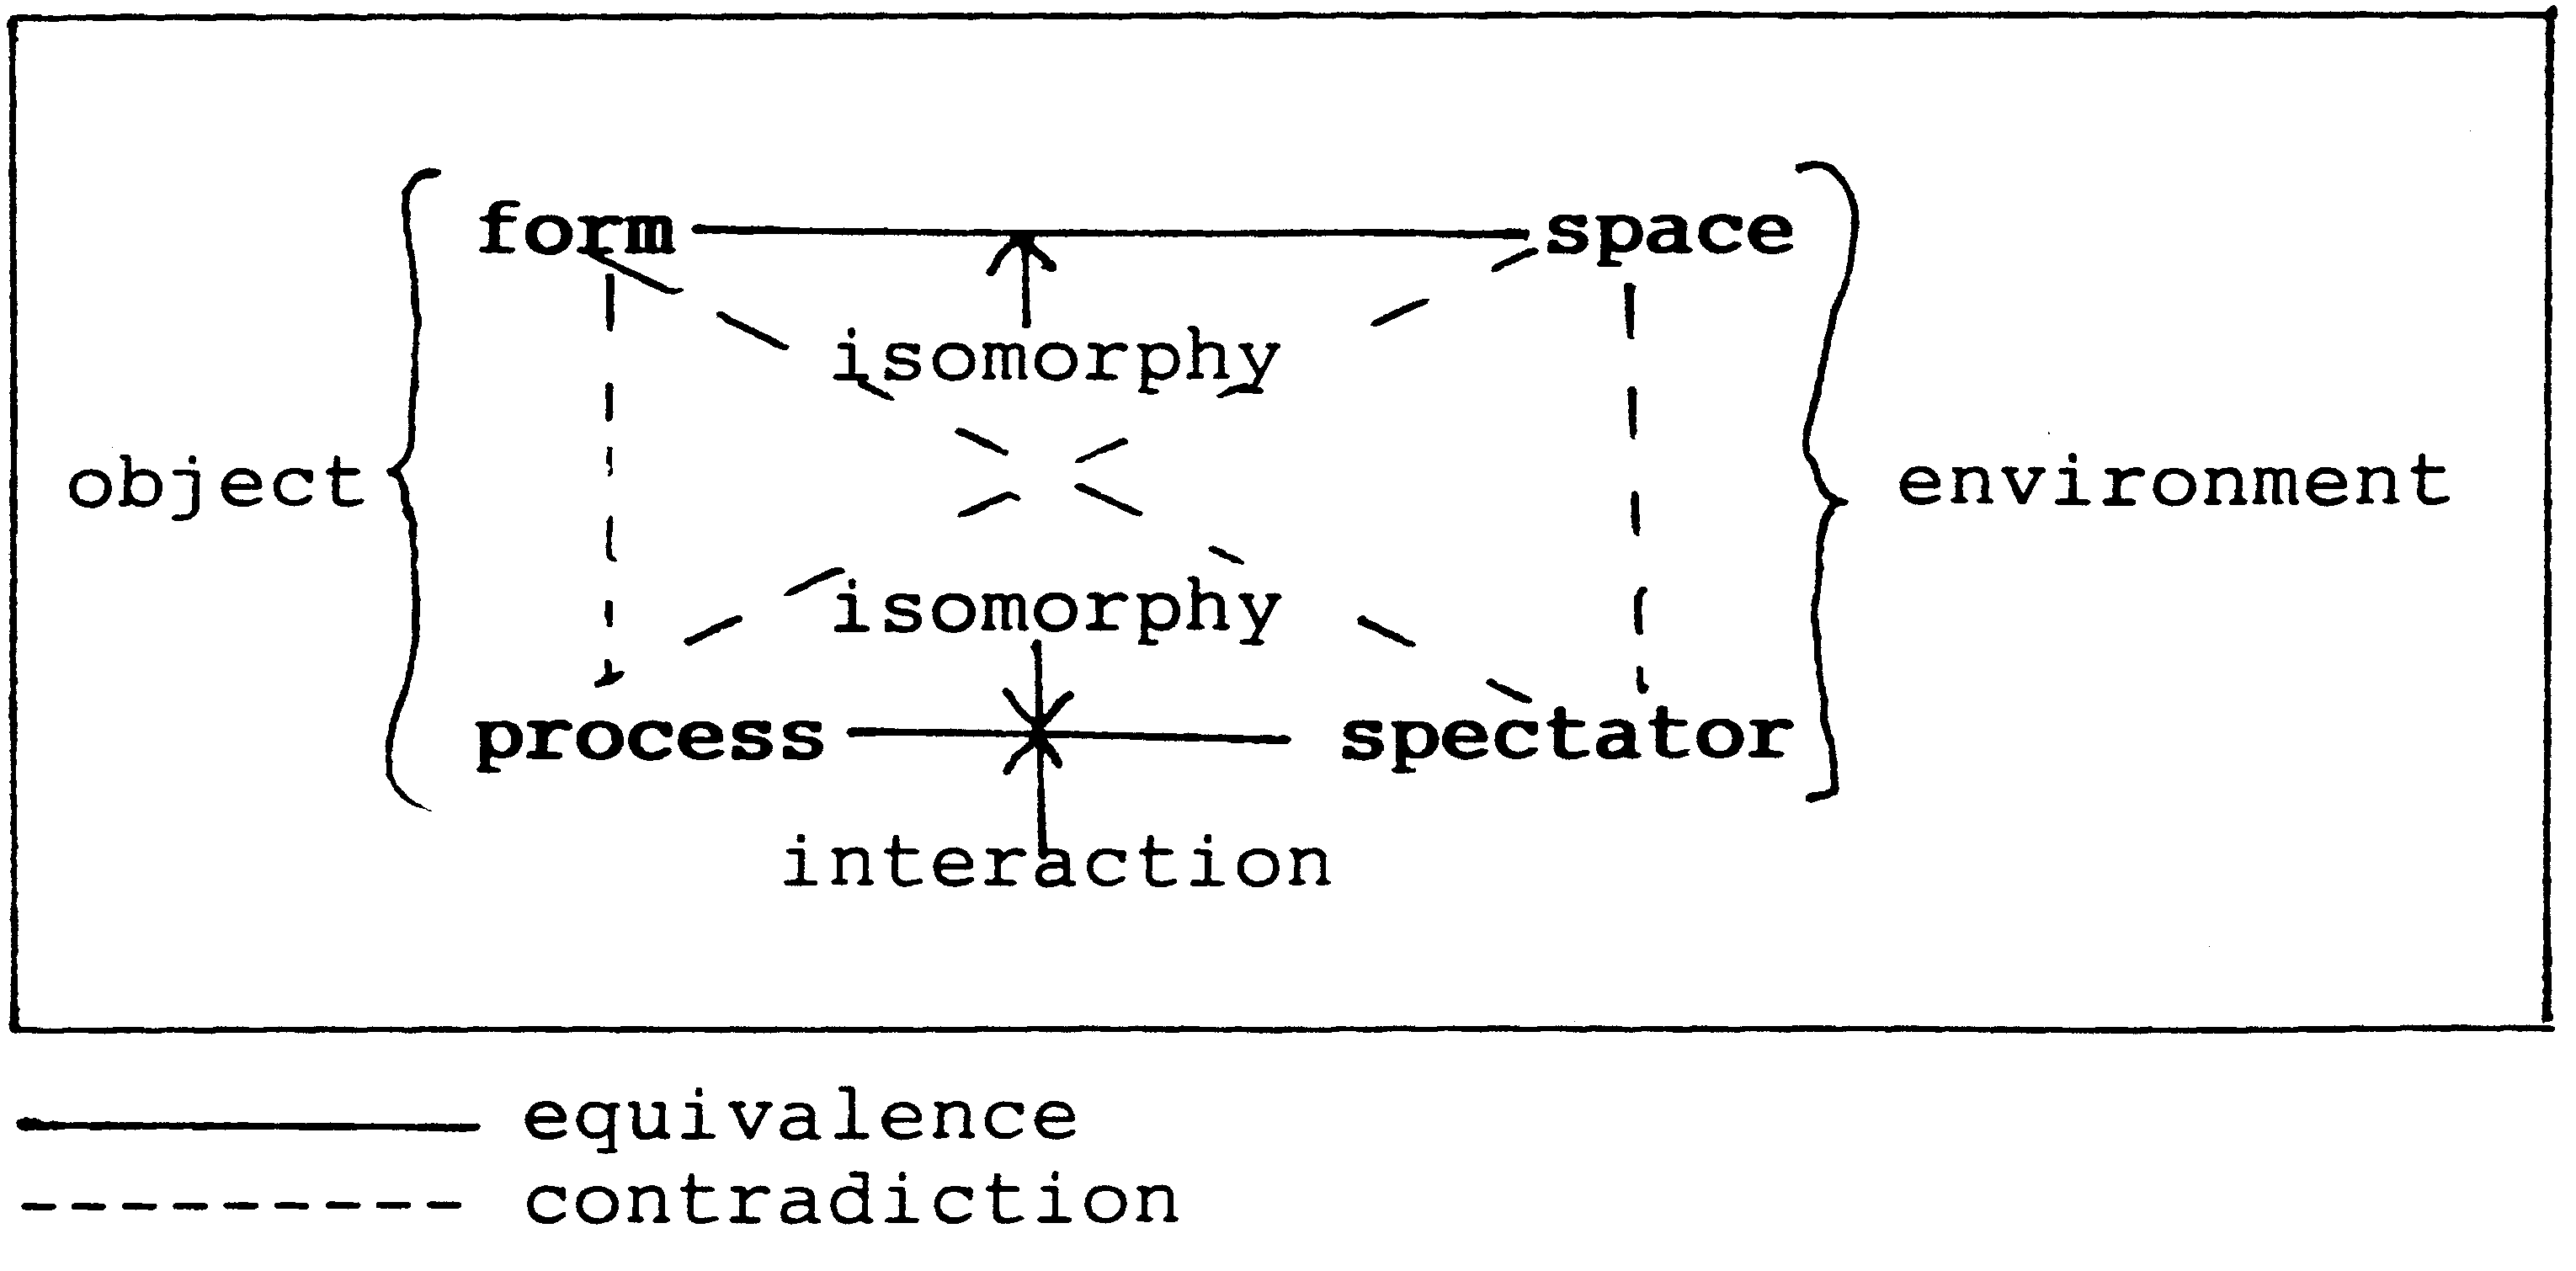 form space
isomorphy
object environment
isomorphy
process spectator
interaction
equivalence
contradiction